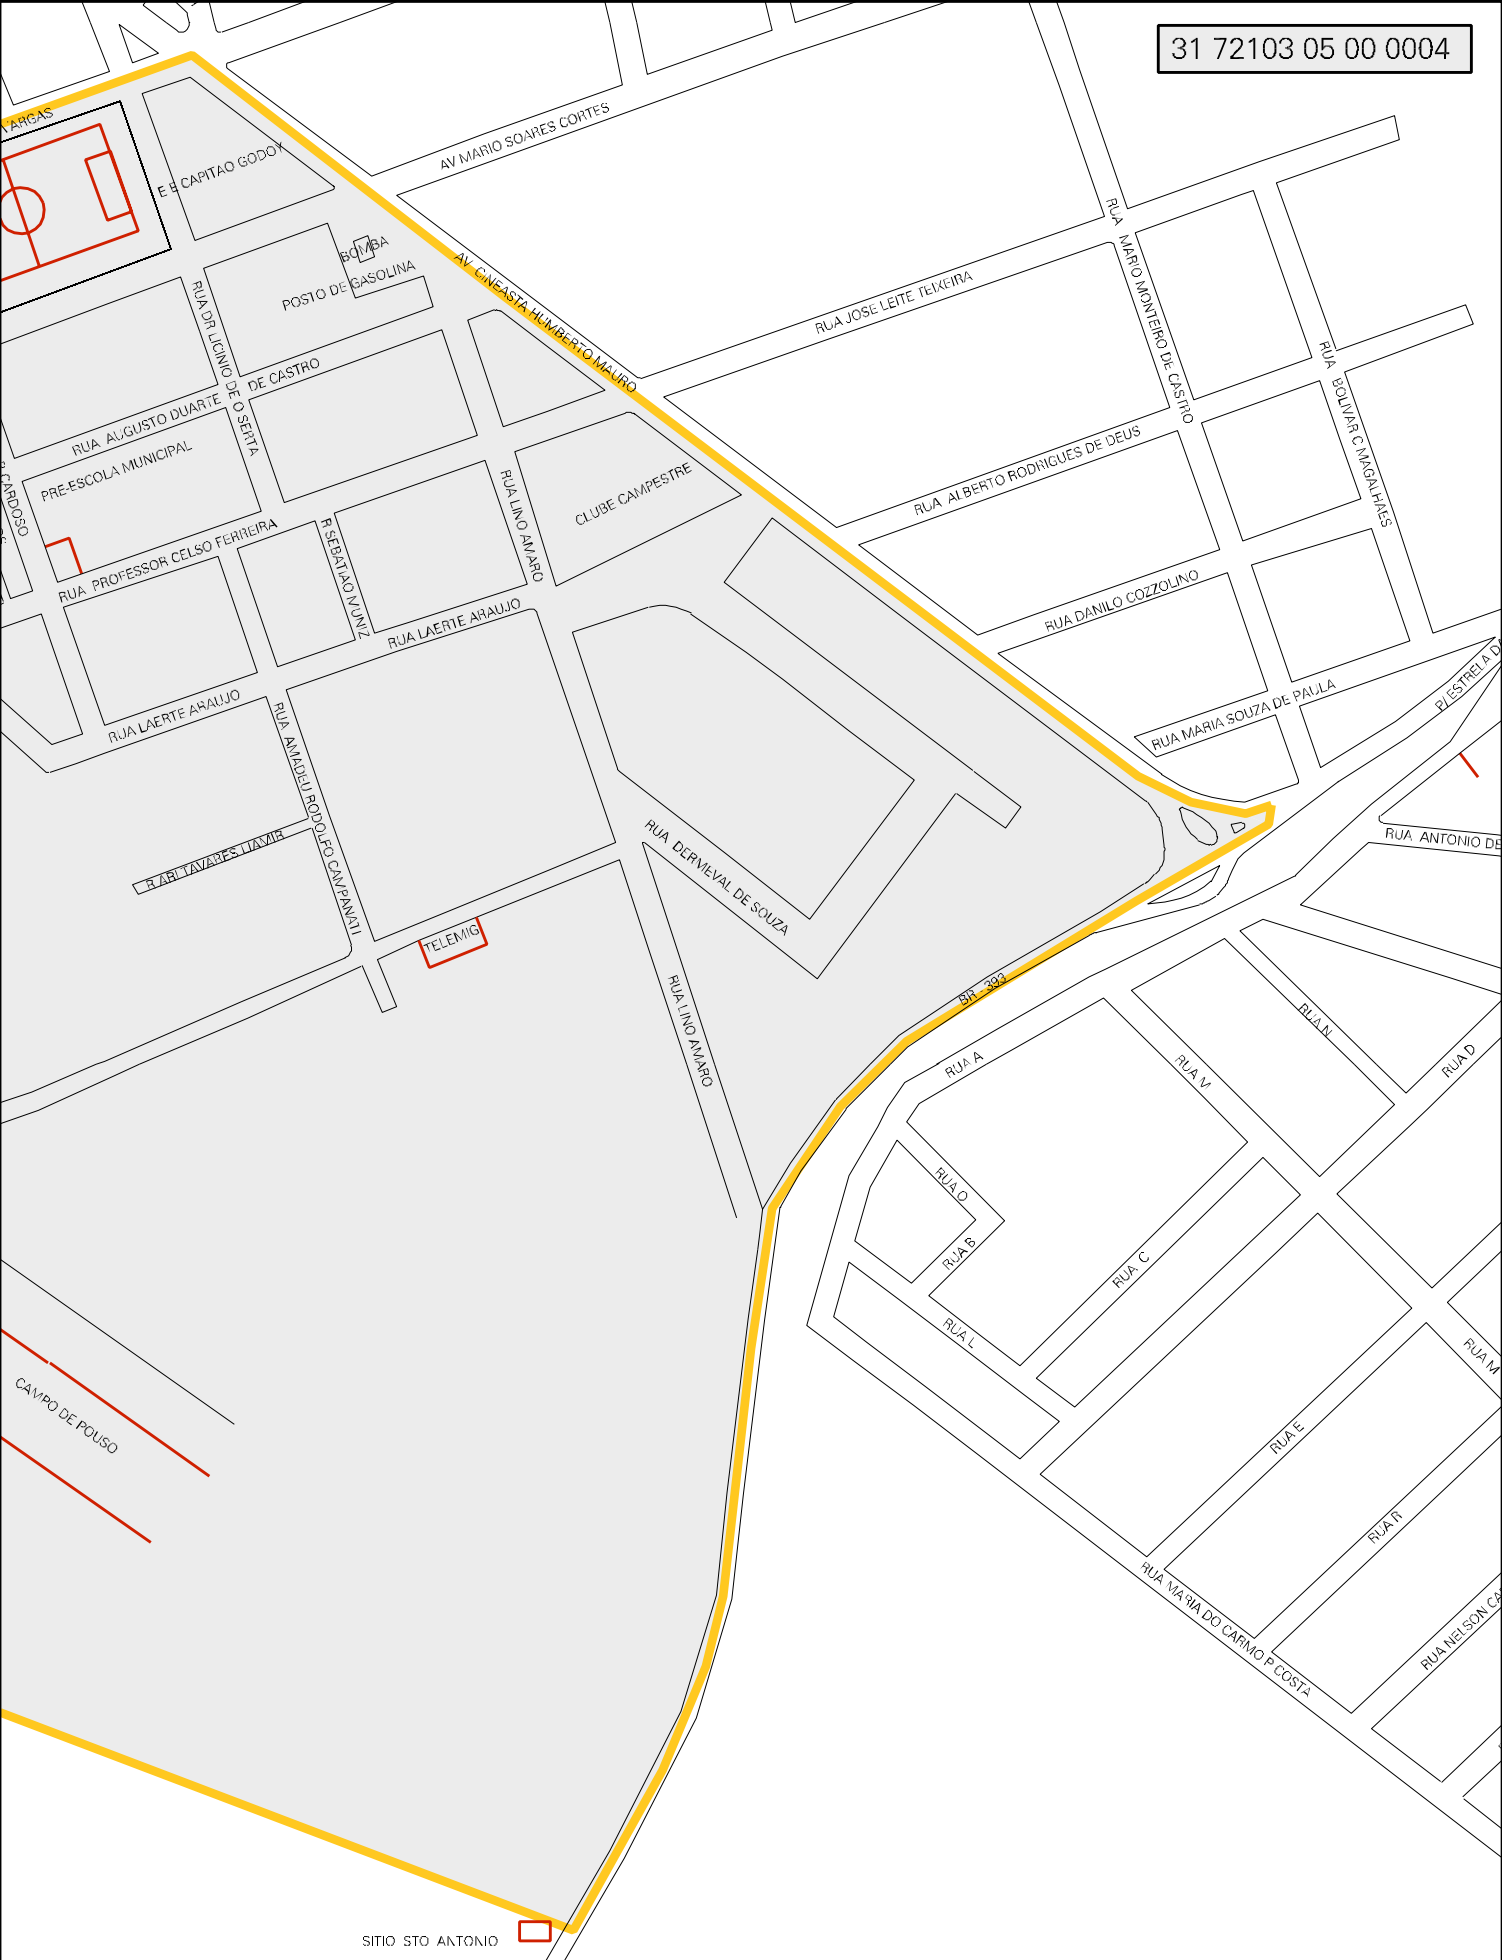 31 72103 05 00 0004
VARGAS
AV MARIO SOARES CORTES
E E CAPITAO GODOY
BOMBA
POSTO DE GASOLINA
AV CINEASTA HUMBERTO MAURO
RUA MARIO MONTEIRO DE CASTRO
RUA JOSE LEITE TEIXEIRA
RUA DR LICINIO DE O SERTA
RUA AUGUSTO DUARTE DE CASTRO
RUA BOLIVAR C MAGALHAES
PRE-ESCOLA MUNICIPAL
R CARDOSO
RUA ALBERTO RODRIGUES DE DEUS
CLUBE CAMPESTRE
RUA LINO AMARO
RUA PROFESSOR CELSO FERREIRA
R SEBATIAO MUNIZ
RUA LAERTE ARAUJO
RUA DANILO COZZOLINO
RUA LAERTE ARAUJO
RUA MARIA SOUZA DE PAULA
P/ ESTRELA DA
RUA AMADEU RODOLFO CAMPANATI
R ARI TAVARES LIAMIR
RUA DERMEVAL DE SOUZA
RUA ANTONIO DE
TELEMIG
RUA LINO AMARO
BR - 393
RUA A
RUA N
RUA M
RUA D
RUA O
RUA B
RUA C
RUA L
RUA M
CAMPO DE POUSO
RUA E
RUA R
RUA MARIA DO CARMO P COSTA
RUA NELSON CA
SITIO STO ANTONIO